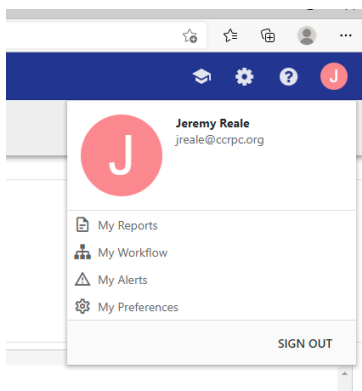 J
J
Jeremy Reale
jreale@ccrpc.org
My Reports
My Workflow
My Alerts
My Preferences
SIGN OUT